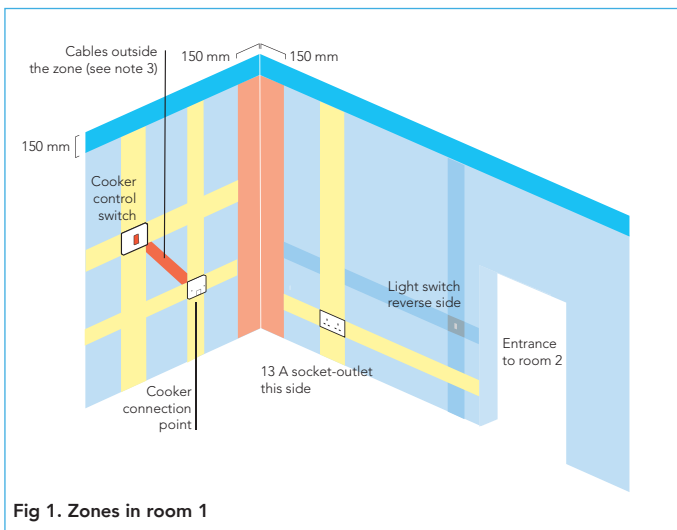 Cables outside
the zone (see note 3)
150 mm
150 mm
150 mm
Cooker
control
switch
Light switch
reverse side
Entrance
to room 2
13 A socket-outlet
this side
Cooker
connection
point
Fig 1. Zones in room 1